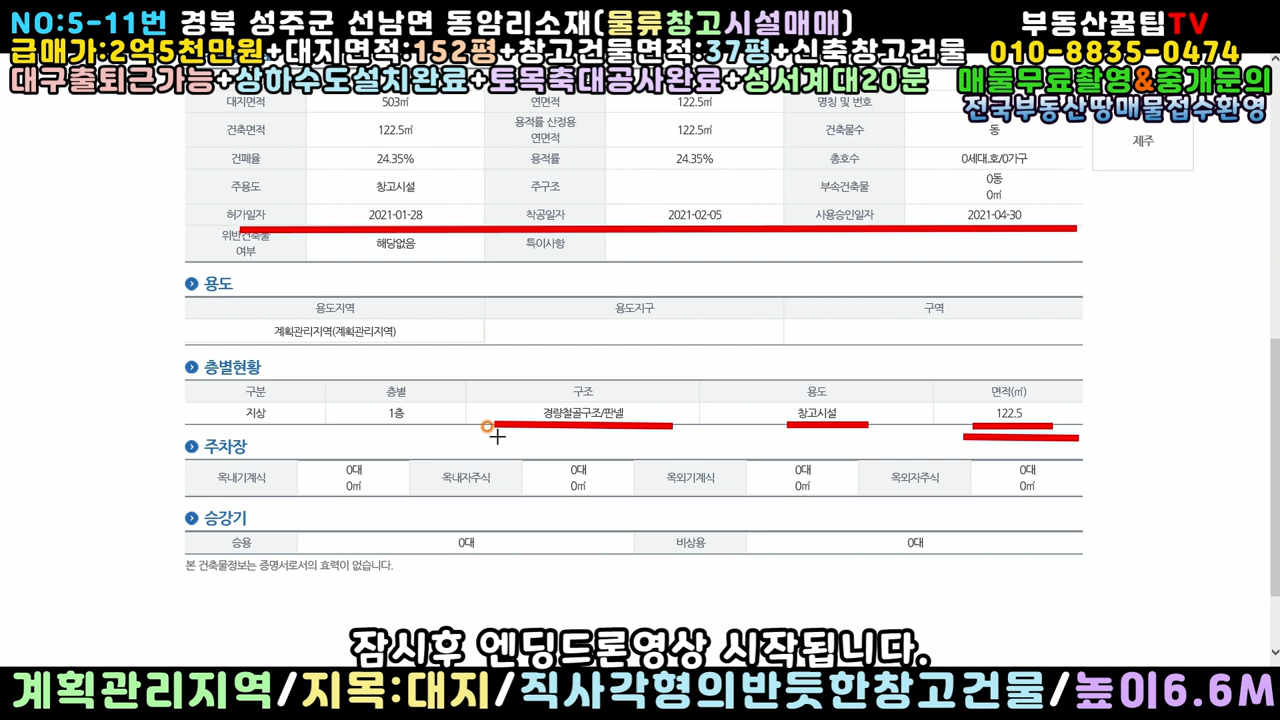 NO:5-11번 경북 성주군 선남면 동암리소재(물류창고시설매매) 부동산꿀팁TV
급매가:2억5천만원+대지면적:152평+창고건물면적:37평+신축창고건물 010-8835-0474
대구출퇴근가능+상하수도설치완료+토목축대공사완료+성서계대20분 매물무료촬영&중개문의
전국부동산땅매물접수환영
대지면적 503㎡ 연면적 122.5㎡ 명칭 및 번호
건축면적 122.5㎡ 용적률 산정용 연면적 122.5㎡ 건축물수 동
제주
건폐율 24.35% 용적률 24.35% 총호수 0세대.호/0가구
주용도 창고시설 주구조 부속건축물 0동 0㎡
허가일자 2021-01-28 착공일자 2021-02-05 사용승인일자 2021-04-30
위반건축물 여부 해당없음 특이사항
용도
용도지역 용도지구 구역
계획관리지역(계획관리지역)
층별현황
구분 층별 구조 용도 면적(㎡)
지상 1층 경량철골구조/판넬 창고시설 122.5
주차장
옥내기계식 0대 0㎡ 옥내자주식 0대 0㎡ 옥외기계식 0대 0㎡ 옥외자주식 0대 0㎡
승강기
승용 0대 비상용 0대
본 건축물정보는 증명서로서의 효력이 없습니다.
잠시후 엔딩드론영상 시작됩니다.
계획관리지역/지목:대지/직사각형의반듯한창고건물/높이6.6M